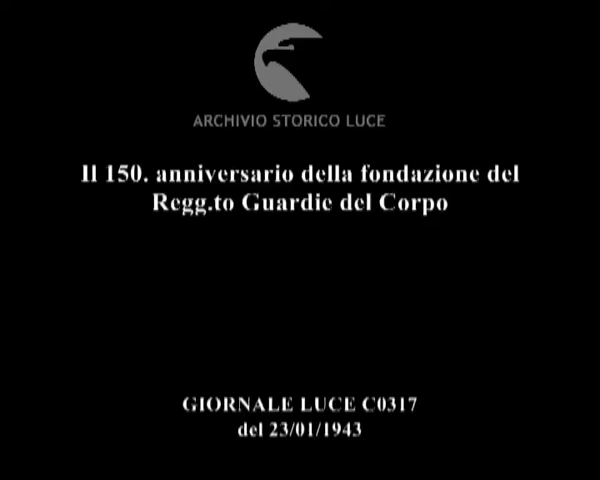 ARCHIVIO STORICO LUCE
Il 150. anniversario della fondazione del
Regg.to Guardie del Corpo
GIORNALE LUCE C0317
del 23/01/1943